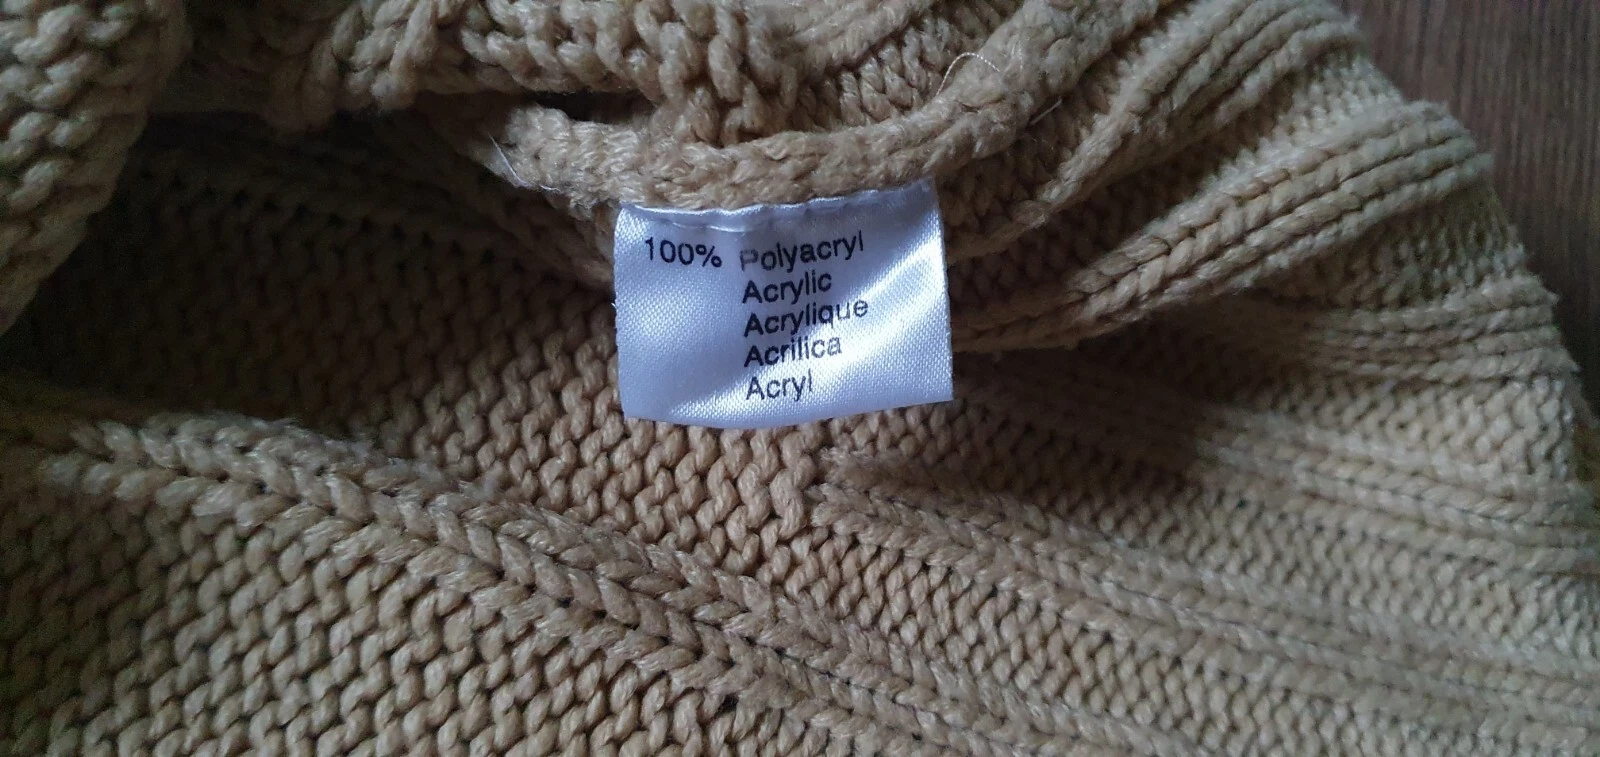 100% Polyacryl
Acrylic
Acrylique
Acrilica
Acryl